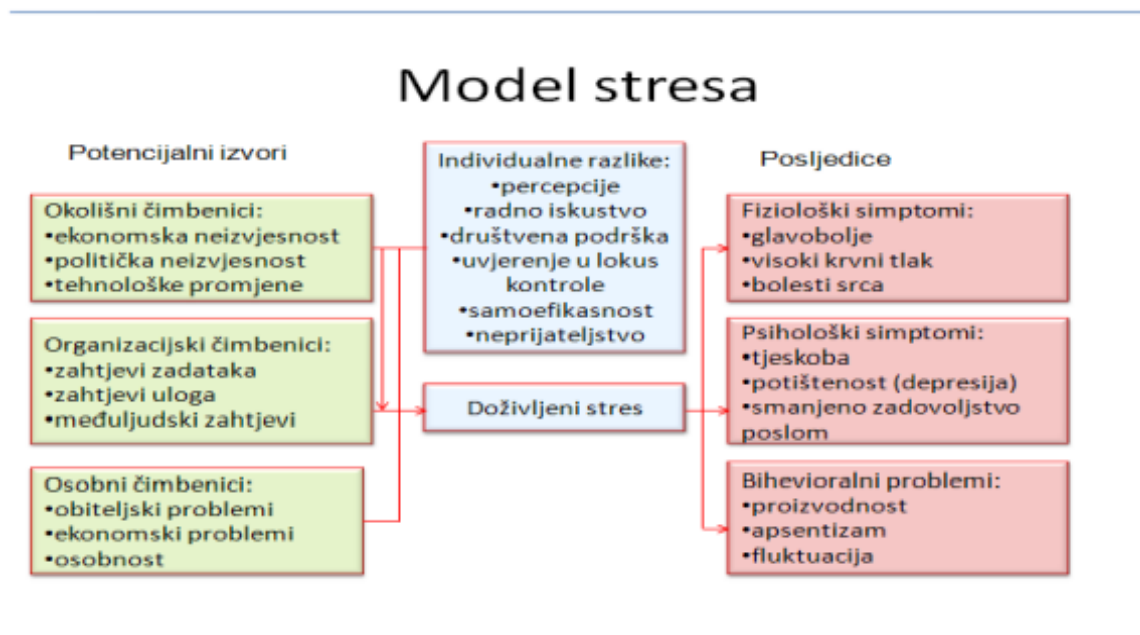 Model stresa
Potencijalni izvori
Okolišni čimbenici:
•ekonomska neizvjesnost
•politička neizvjesnost
•tehnološke promjene
Organizacijski čimbenici:
•zahtjevi zadataka
•zahtjevi uloga
•međuljudski zahtjevi
Osobni čimbenici:
•obiteljski problemi
•ekonomski problemi
•osobnost
Individualne razlike:
•percepcije
•radno iskustvo
•društvena podrška
•uvjerenje u lokus
kontrole
•samoefikasnost
•neprijateljstvo
Doživljeni stres
Posljedice
Fiziološki simptomi:
•glavobolje
•visoki krvni tlak
•bolesti srca
Psihološki simptomi:
•tjeskoba
•potištenost (depresija)
•smanjeno zadovoljstvo
poslom
Bihevioralni problemi:
•proizvodnost
•apsentizam
•fluktuacija